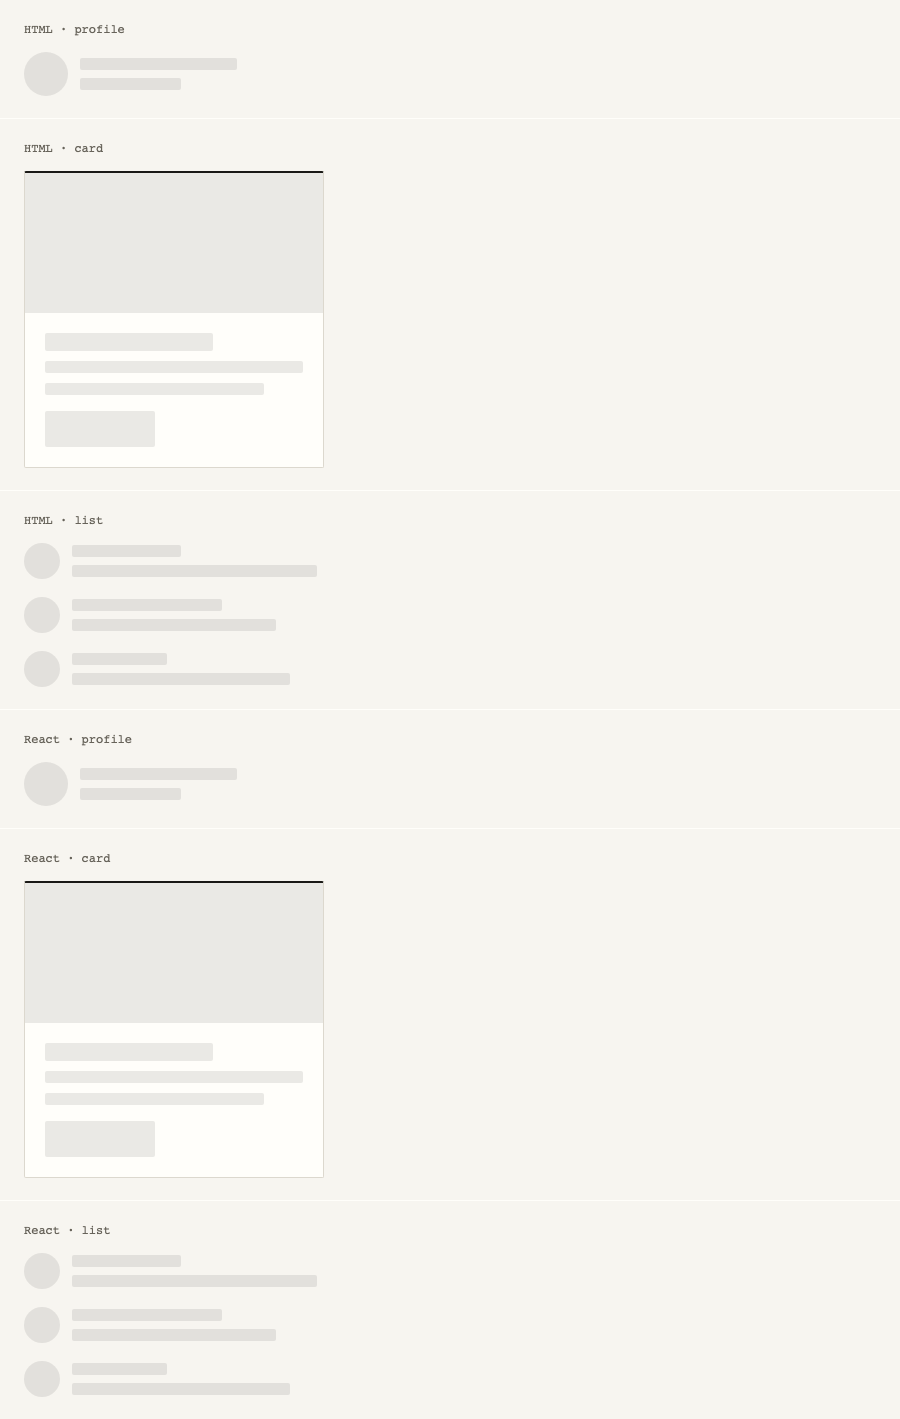 HTML · profile
HTML · card
HTML · list
React · profile
React · card
React · list